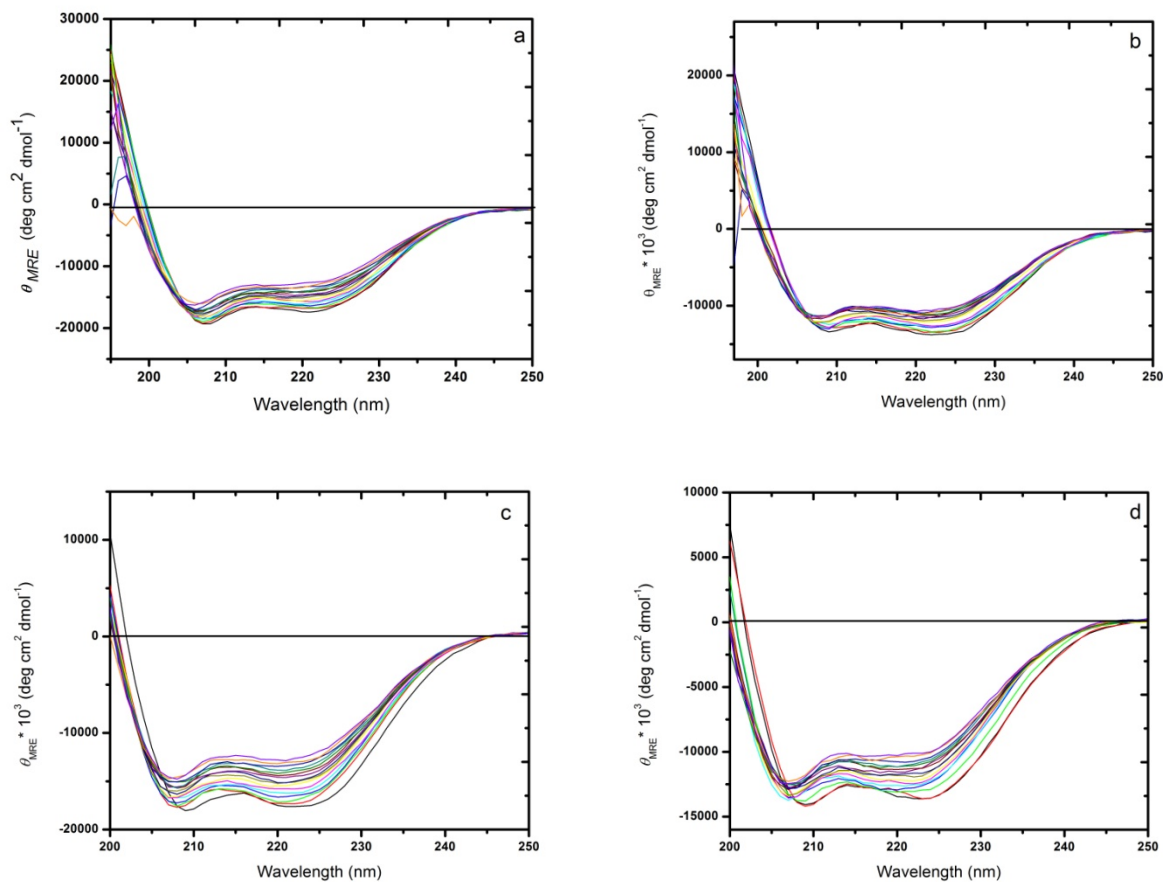 a
30000
20000
10000
0
-10000
-20000
θMRE (deg cm² dmol⁻¹)
200 210 220 230 240 250
Wavelength (nm)
b
20000
10000
0
-10000
θMRE* 10³ (deg cm² dmol⁻¹)
200 210 220 230 240 250
Wavelength (nm)
c
10000
0
-10000
-20000
θMRE* 10³ (deg cm² dmol⁻¹)
200 210 220 230 240 250
Wavelength (nm)
d
10000
5000
0
-5000
-10000
-15000
θMRE* 10³ (deg cm² dmol⁻¹)
200 210 220 230 240 250
Wavelength (nm)